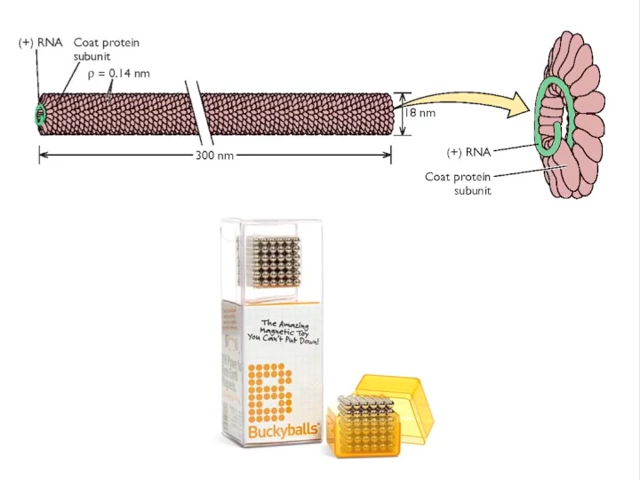 (+) RNA
Coat protein
subunit
ρ = 0.14 nm
18 nm
300 nm
(+) RNA
Coat protein
subunit
The Amazing
Magnetic Toy
You Can't Put Down!
B
Buckyballs